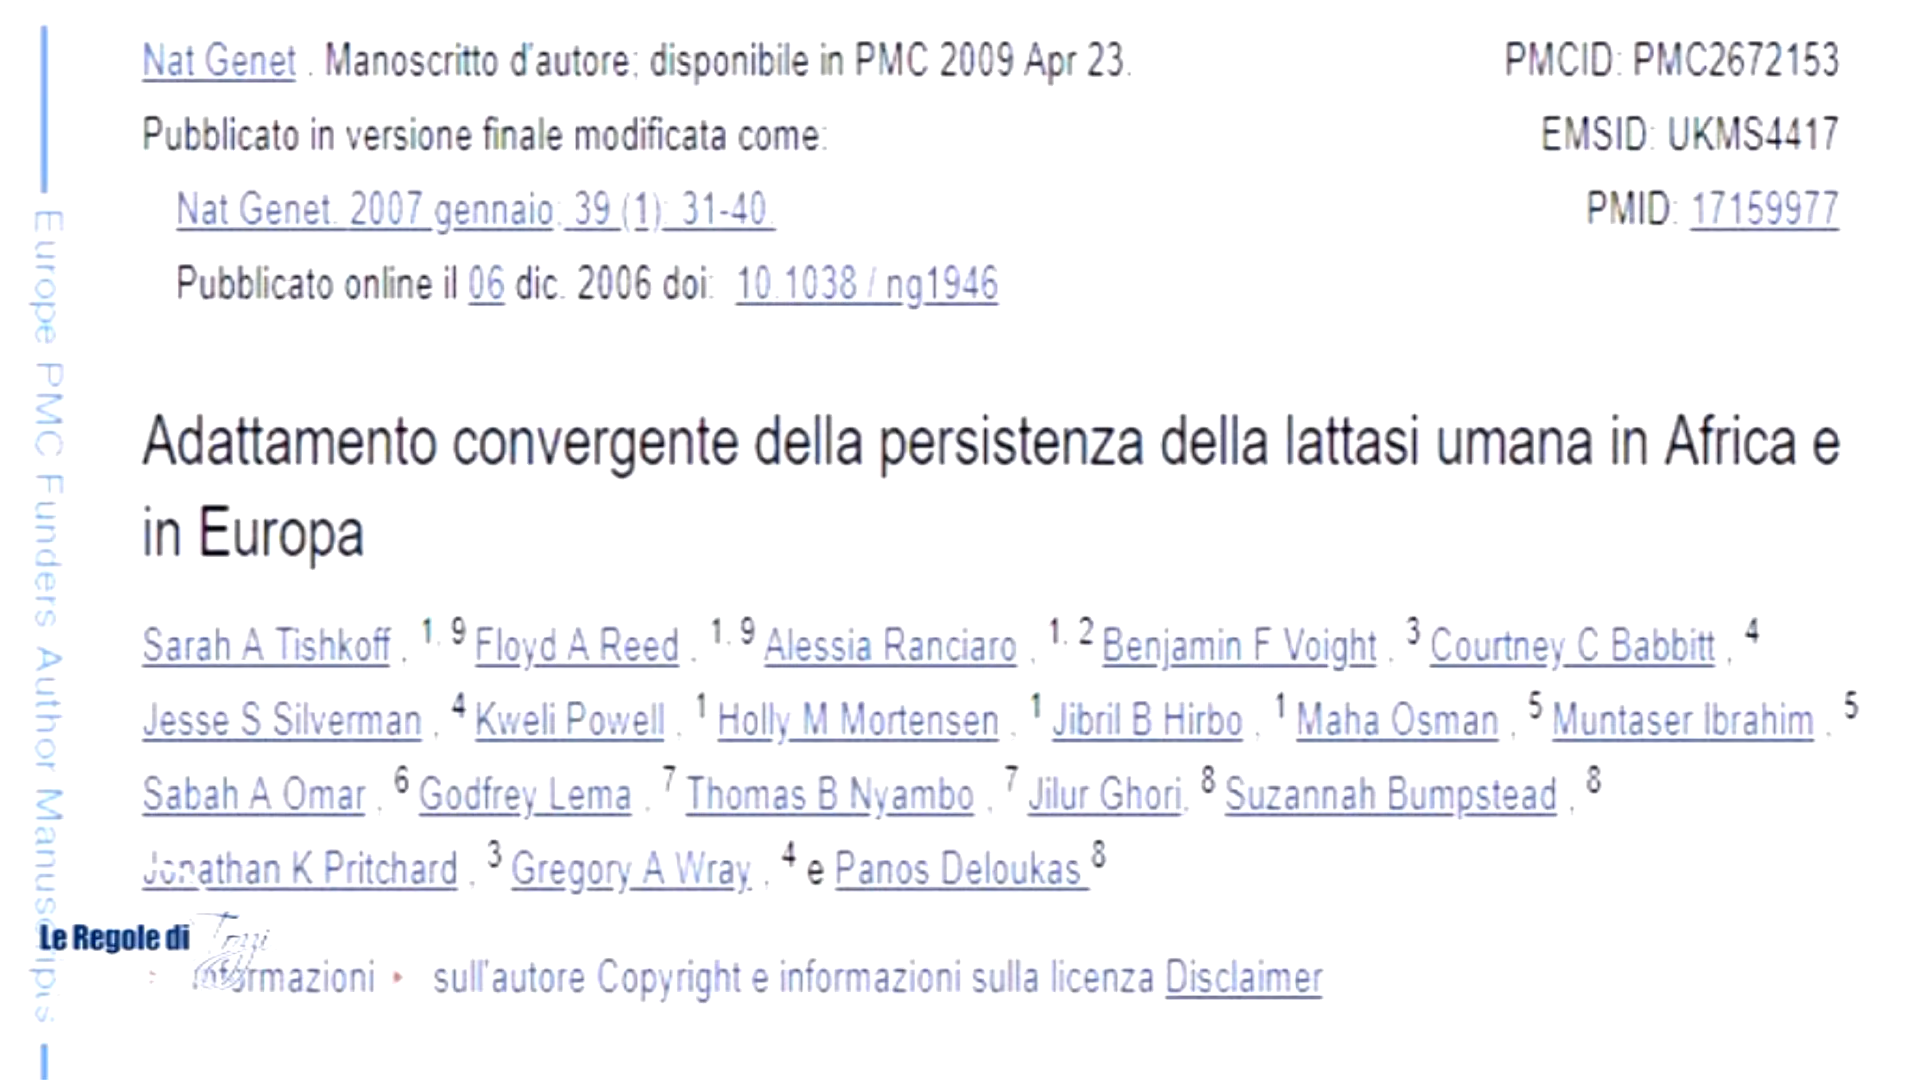 Nat Genet . Manoscritto d'autore; disponibile in PMC 2009 Apr 23.
PMCID: PMC2672153
Pubblicato in versione finale modificata come:
EMSID: UKMS4417
Nat Genet. 2007 gennaio; 39 (1): 31-40.
PMID: 17159977
Pubblicato online il 06 dic. 2006 doi: 10.1038 / ng1946
Adattamento convergente della persistenza della lattasi umana in Africa e
in Europa
Sarah A Tishkoff , 1, 9 Floyd A Reed , 1, 9 Alessia Ranciaro , 1, 2 Benjamin F Voight , 3 Courtney C Babbitt , 4
Jesse S Silverman , 4 Kweli Powell , 1 Holly M Mortensen , 1 Jibril B Hirbo , 1 Maha Osman , 5 Muntaser Ibrahim , 5
Sabah A Omar , 6 Godfrey Lema , 7 Thomas B Nyambo , 7 Jilur Ghori, 8 Suzannah Bumpstead , 8
Jonathan K Pritchard , 3 Gregory A Wray , 4 e Panos Deloukas 8
Informazioni ▸ sull'autore Copyright e informazioni sulla licenza Disclaimer
Europe PMC Funders Author Manuscripts
Le Regole di